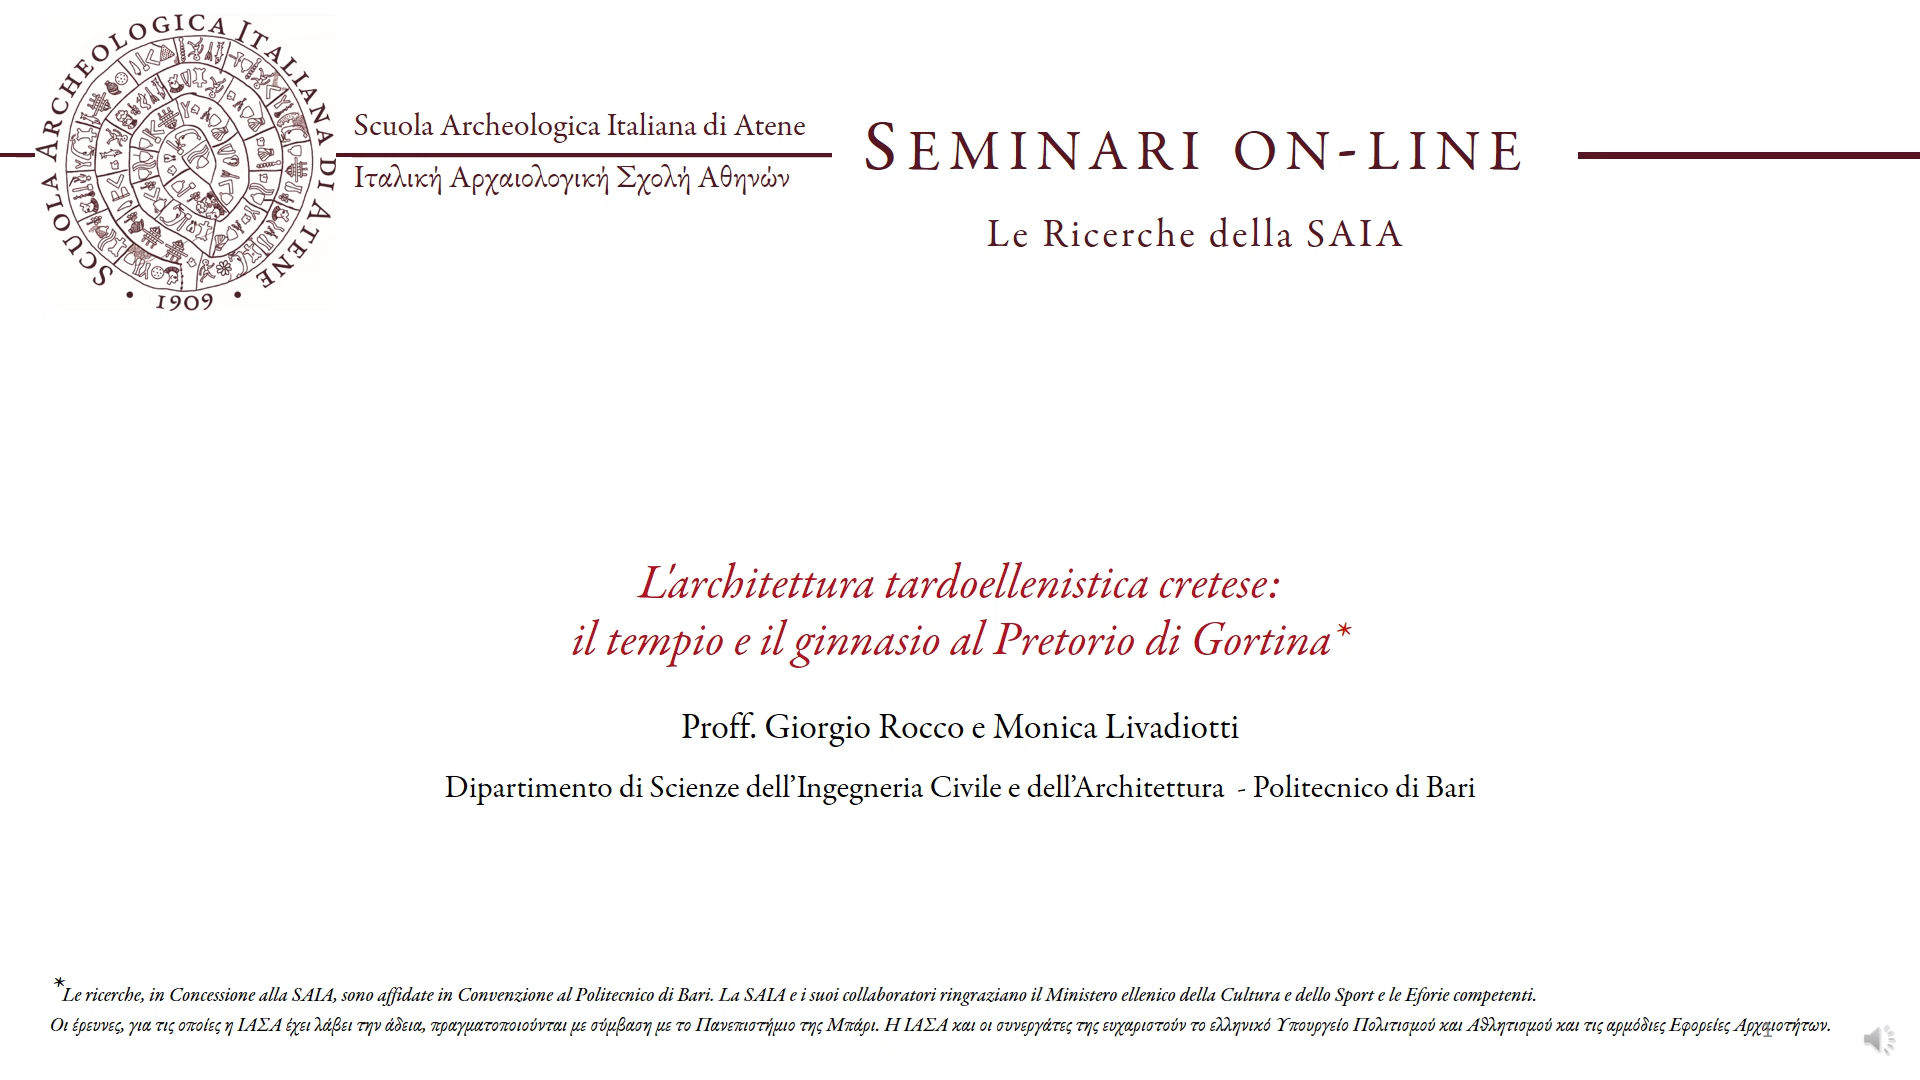 SCUOLA ARCHEOLOGICA ITALIANA DI ATENE
• 1909 •
Scuola Archeologica Italiana di Atene
Ιταλική Αρχαιολογική Σχολή Αθηνών
SEMINARI ON-LINE
Le Ricerche della SAIA
L'architettura tardoellenistica cretese:
il tempio e il ginnasio al Pretorio di Gortina*
Proff. Giorgio Rocco e Monica Livadiotti
Dipartimento di Scienze dell’Ingegneria Civile e dell’Architettura - Politecnico di Bari
*Le ricerche, in Concessione alla SAIA, sono affidate in Convenzione al Politecnico di Bari. La SAIA e i suoi collaboratori ringraziano il Ministero ellenico della Cultura e dello Sport e le Eforie competenti.
Οι έρευνες, για τις οποίες η ΙΑΣΑ έχει λάβει την άδεια, πραγματοποιούνται με σύμβαση με το Πανεπιστήμιο της Μπάρι. Η ΙΑΣΑ και οι συνεργάτες της ευχαριστούν το ελληνικό Υπουργείο Πολιτισμού και Αθλητισμού και τις αρμόδιες Εφορείες Αρχαιοτήτων.
1